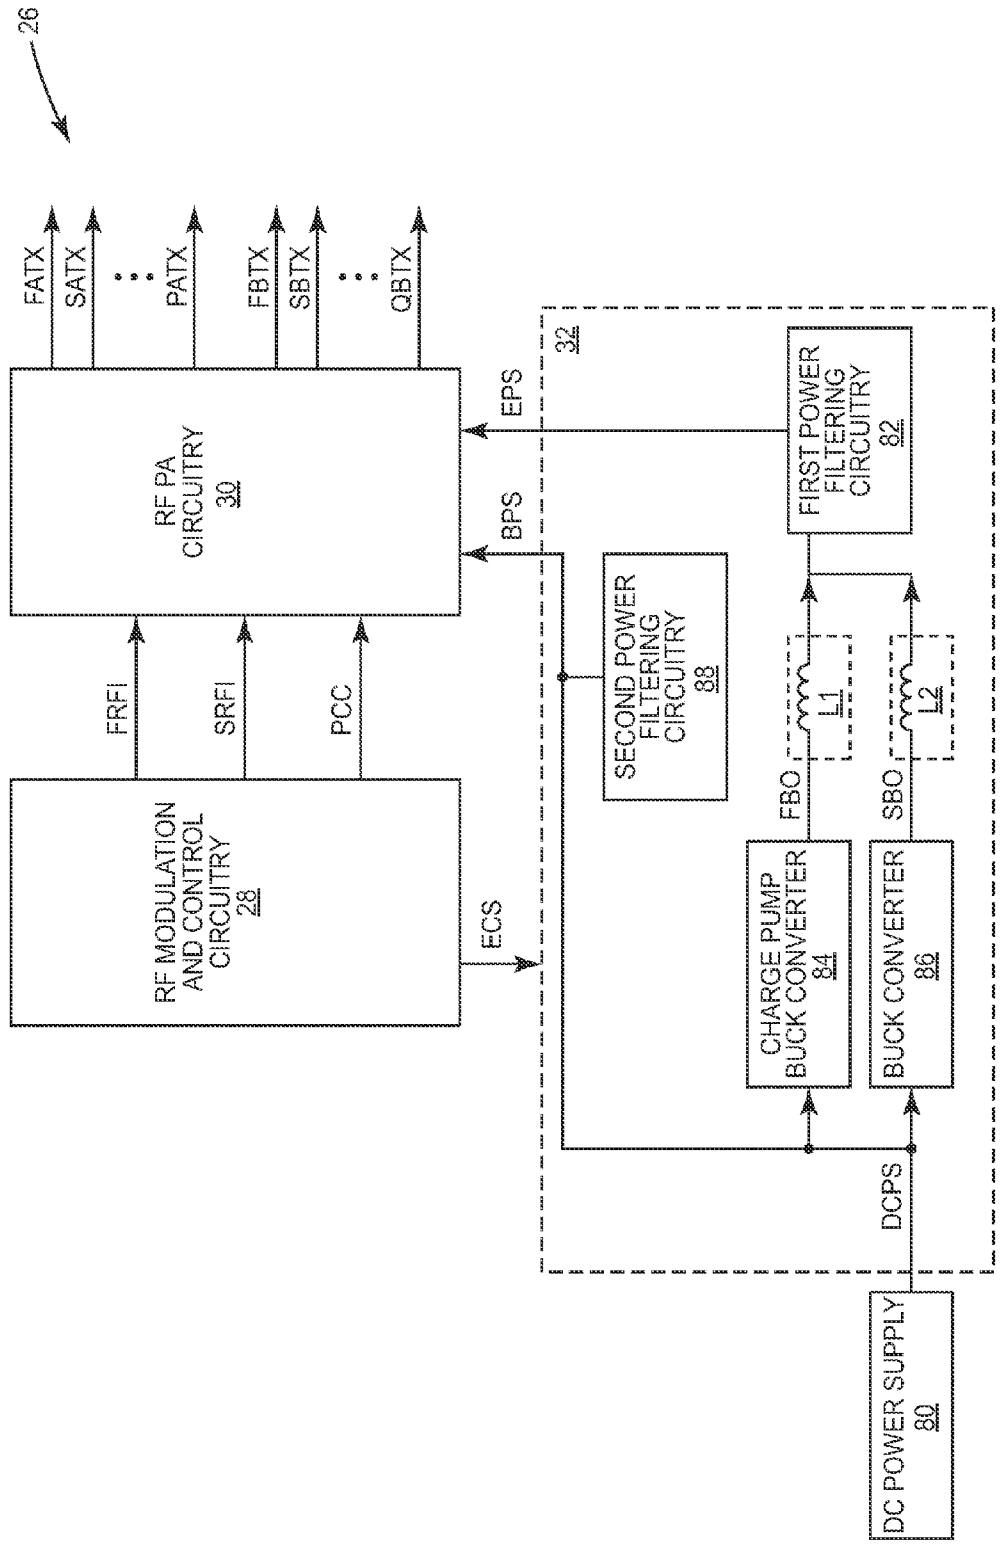 26
FATX
SATX
PATX
FBTX
SBTX
QBTX
RF PA
CIRCUITRY
30
FRFI
SRFI
PCC
RF MODULATION
AND CONTROL
CIRCUITRY
28
ECS
BPS
EPS
32
FIRST POWER
FILTERING
CIRCUITRY
82
SECOND POWER
FILTERING
CIRCUITRY
88
L1
L2
FBO
SBO
CHARGE PUMP
BUCK CONVERTER
84
BUCK CONVERTER
86
DCPS
DC POWER SUPPLY
80